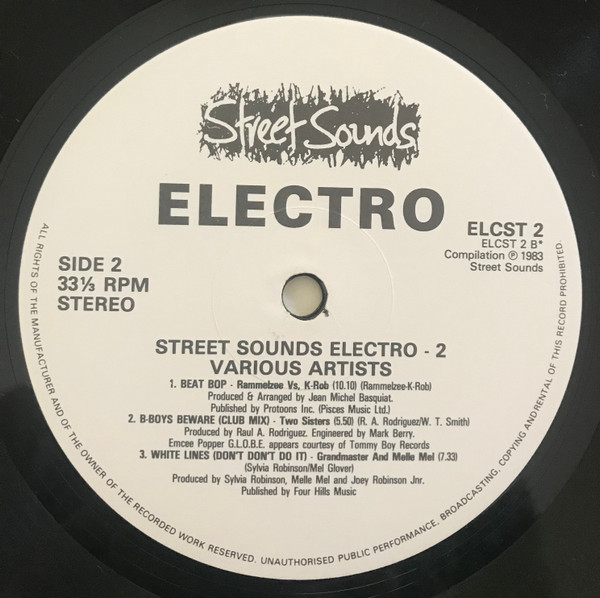 Street Sounds
ELECTRO
ELCST 2
ELCST 2 B*
Compilation ℗ 1983
Street Sounds
SIDE 2
33⅓ RPM
STEREO
STREET SOUNDS ELECTRO - 2
VARIOUS ARTISTS
1. BEAT BOP - Rammelzee Vs, K-Rob (10.10) (Rammelzee-K-Rob)
Produced & Arranged by Jean Michel Basquiat.
Published by Protoons Inc. (Pisces Music Ltd.)
2. B-BOYS BEWARE (CLUB MIX) - Two Sisters (5.50) (R. A. Rodriguez/W. T. Smith)
Produced by Raul A. Rodriguez. Engineered by Mark Berry.
Emcee Popper G.L.O.B.E. appears courtesy of Tommy Boy Records
3. WHITE LINES (DON'T DON'T DO IT) - Grandmaster And Melle Mel (7.33)
(Sylvia Robinson/Mel Glover)
Produced by Sylvia Robinson, Melle Mel and Joey Robinson Jnr.
Published by Four Hills Music
ALL RIGHTS OF THE MANUFACTURER AND OF THE OWNER OF THE RECORDED WORK RESERVED. UNAUTHORISED PUBLIC PERFORMANCE, BROADCASTING, COPYING AND RENTAL OF THIS RECORD PROHIBITED.